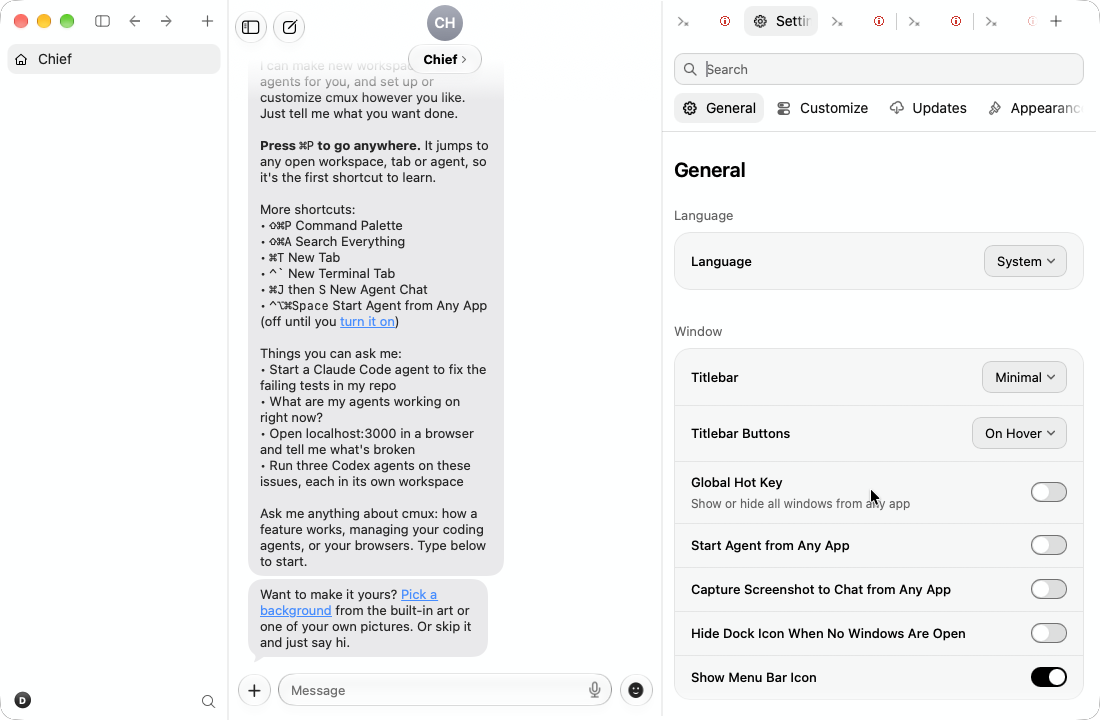 Chief
D
CH
Chief
I can make new workspaces
agents for you, and set up or
customize cmux however you like.
Just tell me what you want done.
Press ⌘P to go anywhere. It jumps to
any open workspace, tab or agent, so
it's the first shortcut to learn.
More shortcuts:
• ⇧⌘P Command Palette
• ⇧⌘A Search Everything
• ⌘T New Tab
• ^` New Terminal Tab
• ⌘J then S New Agent Chat
• ^⌥⌘Space Start Agent from Any App
(off until you turn it on)
Things you can ask me:
• Start a Claude Code agent to fix the
failing tests in my repo
• What are my agents working on
right now?
• Open localhost:3000 in a browser
and tell me what's broken
• Run three Codex agents on these
issues, each in its own workspace
Ask me anything about cmux: how a
feature works, managing your coding
agents, or your browsers. Type below
to start.
Want to make it yours? Pick a
background from the built-in art or
one of your own pictures. Or skip it
and just say hi.
Message
Settin
Search
General Customize Updates Appearanc
General
Language
Language System
Window
Titlebar Minimal
Titlebar Buttons On Hover
Global Hot Key
Show or hide all windows from any app
Start Agent from Any App
Capture Screenshot to Chat from Any App
Hide Dock Icon When No Windows Are Open
Show Menu Bar Icon